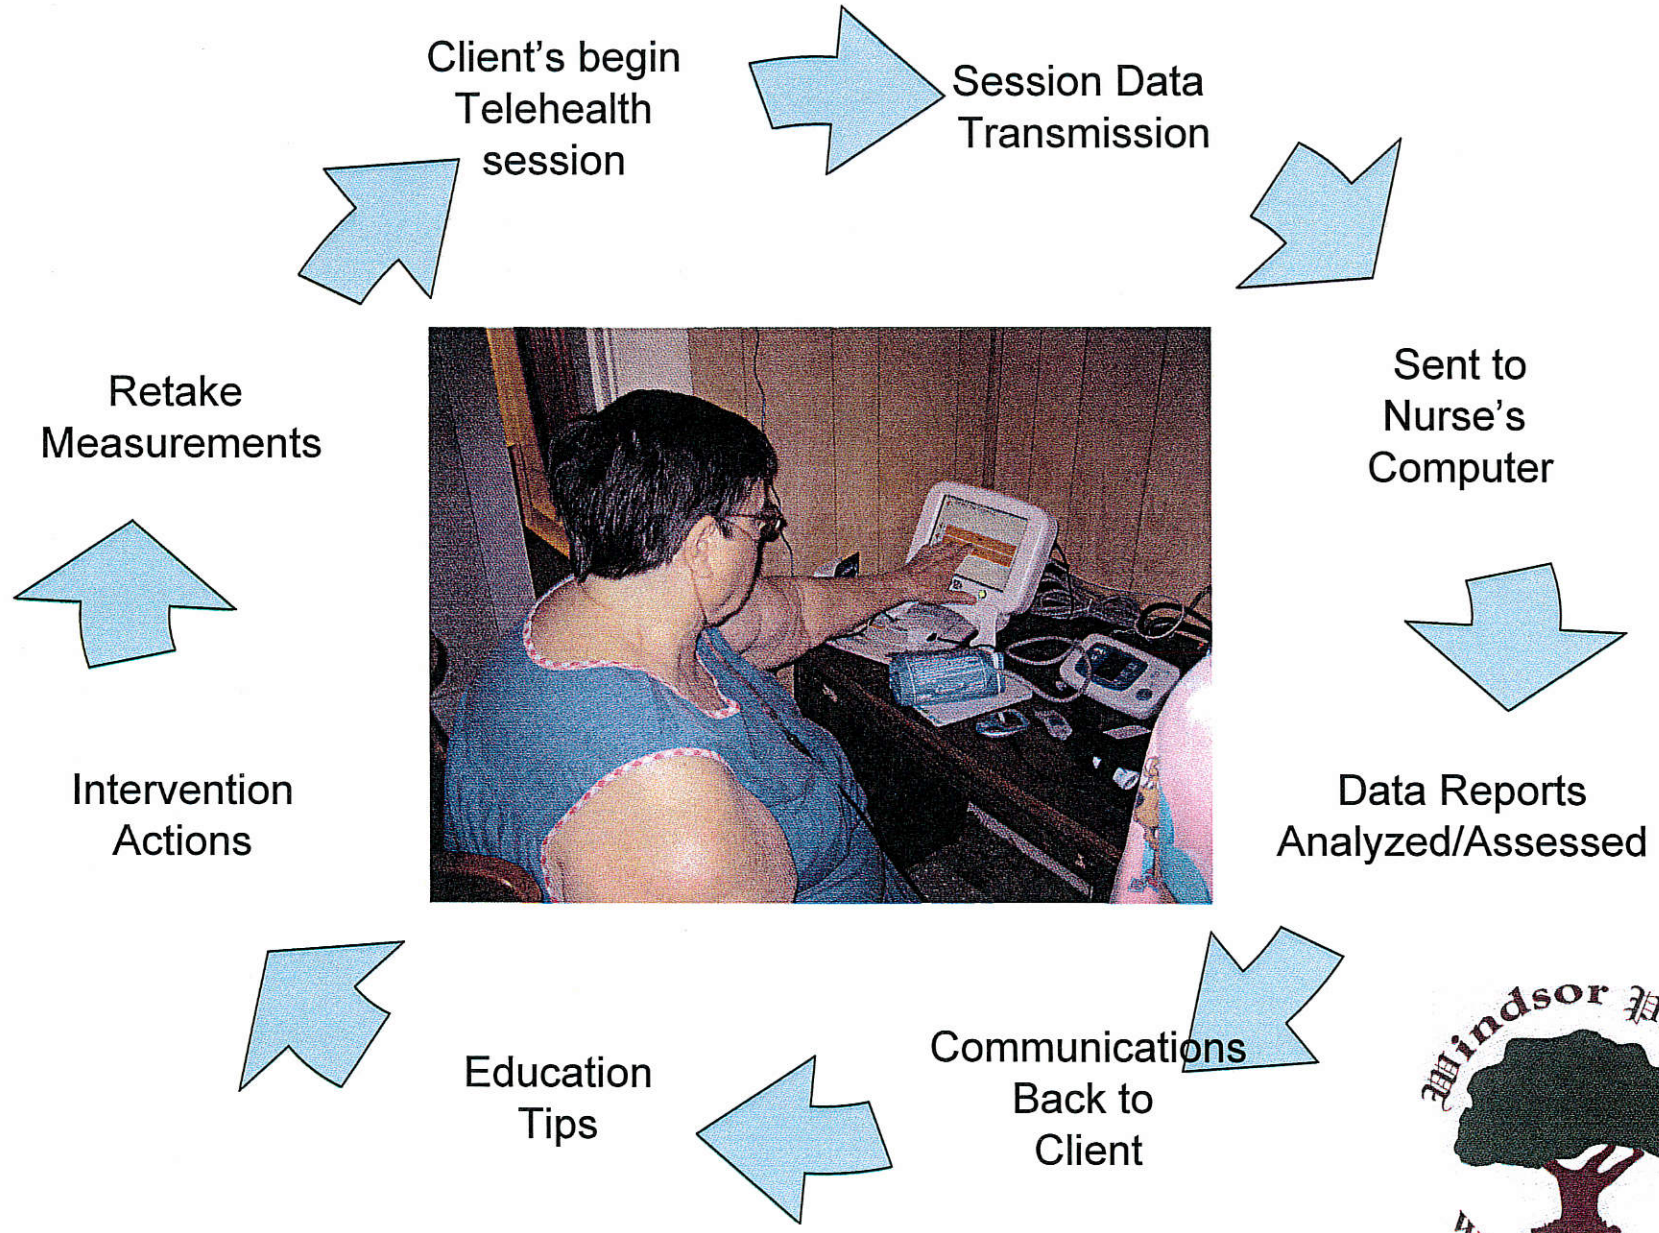 Client's begin
Telehealth
session
Session Data
Transmission
Sent to
Nurse's
Computer
Data Reports
Analyzed/Assessed
Communications
Back to
Client
Education
Tips
Intervention
Actions
Retake
Measurements
Windsor